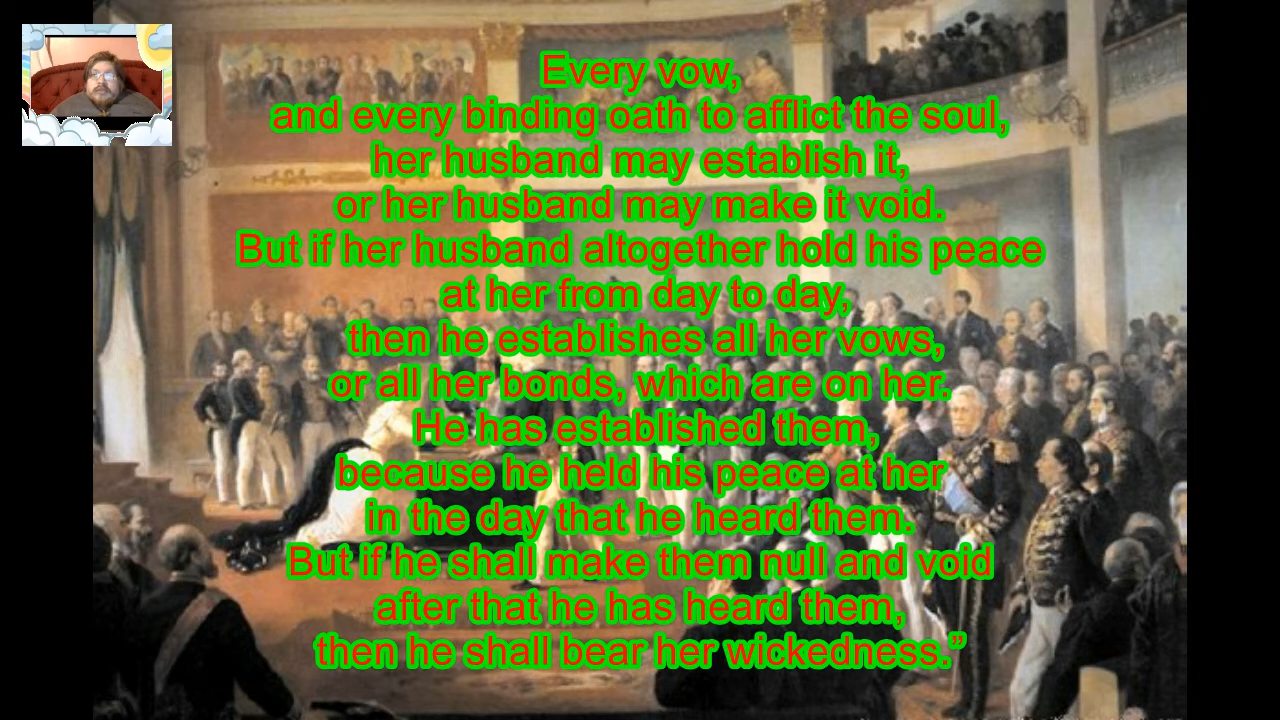 Every vow,
and every binding oath to afflict the soul,
her husband may establish it,
or her husband may make it void.
But if her husband altogether hold his peace
at her from day to day,
then he establishes all her vows,
or all her bonds, which are on her.
He has established them,
because he held his peace at her
in the day that he heard them.
But if he shall make them null and void
after that he has heard them,
then he shall bear her wickedness.”